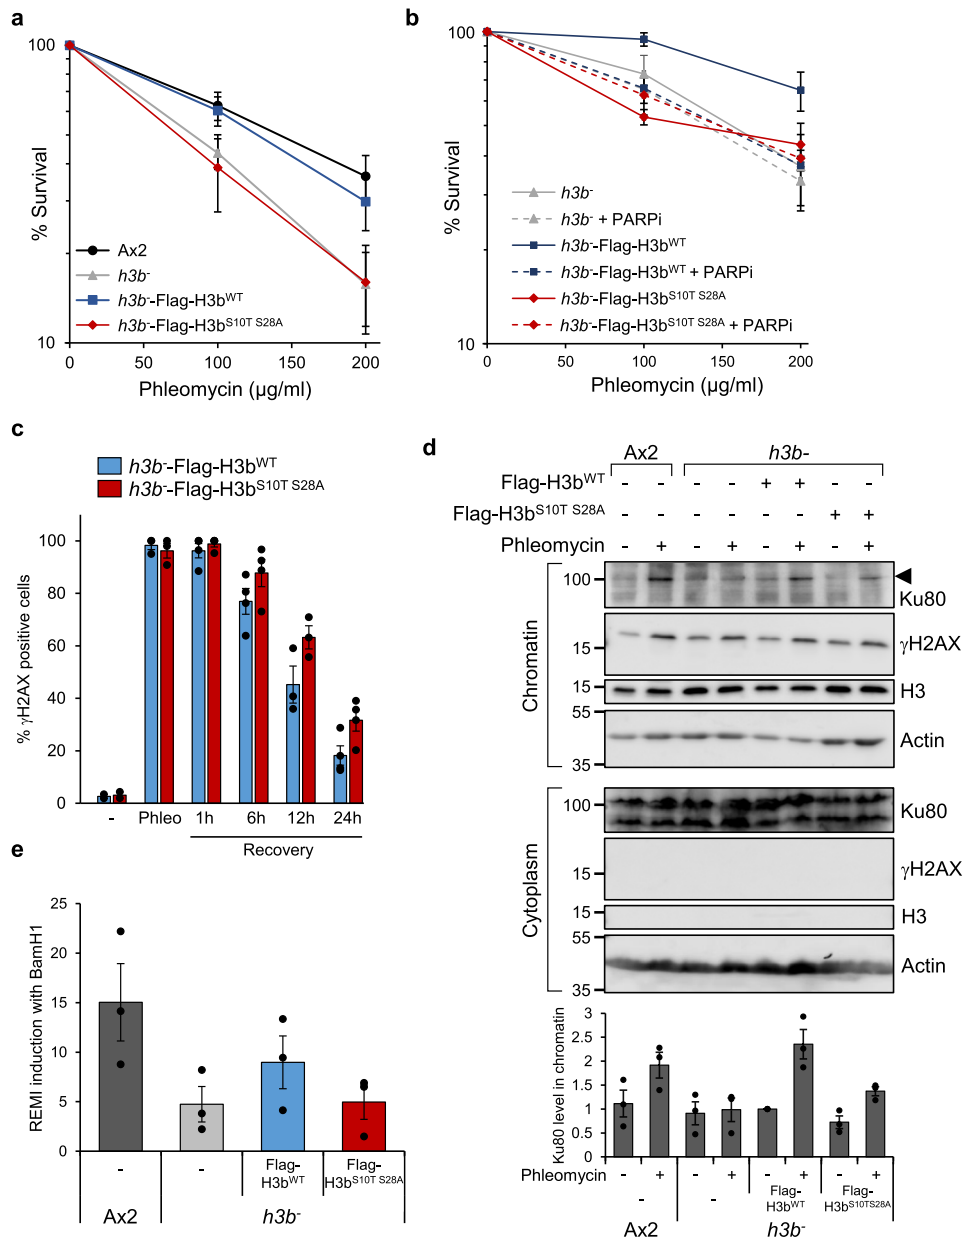 a
100
10
% Survival
Ax2
h3b-
h3b--Flag-H3bWT
h3b--Flag-H3bS10T S28A
0 50 100 150 200
Phleomycin (µg/ml)
b
100
10
% Survival
h3b-
h3b- + PARPi
h3b--Flag-H3bWT
h3b--Flag-H3bWT + PARPi
h3b--Flag-H3bS10T S28A
h3b--Flag-H3bS10T S28A + PARPi
0 50 100 150 200
Phleomycin (µg/ml)
c
h3b--Flag-H3bWT
h3b--Flag-H3bS10T S28A
% γH2AX positive cells
100
80
60
40
20
0
- Phleo 1h 6h 12h 24h
Recovery
d
Ax2 h3b-
Flag-H3bWT - - - - + + - -
Flag-H3bS10T S28A - - - - - - + +
Phleomycin - + - + - + - +
Chromatin
100 Ku80
15 γH2AX
15 H3
55
35 Actin
Cytoplasm
100 Ku80
15 γH2AX
15 H3
55
35 Actin
Ku80 level in chromatin
3
2.5
2
1.5
1
0.5
0
Phleomycin - + - + - + - +
- - Flag-H3bWT Flag-H3bS10TS28A
Ax2 h3b-
e
REMI induction with BamH1
25
20
15
10
5
0
- - Flag-H3bWT Flag-H3bS10T S28A
Ax2 h3b-